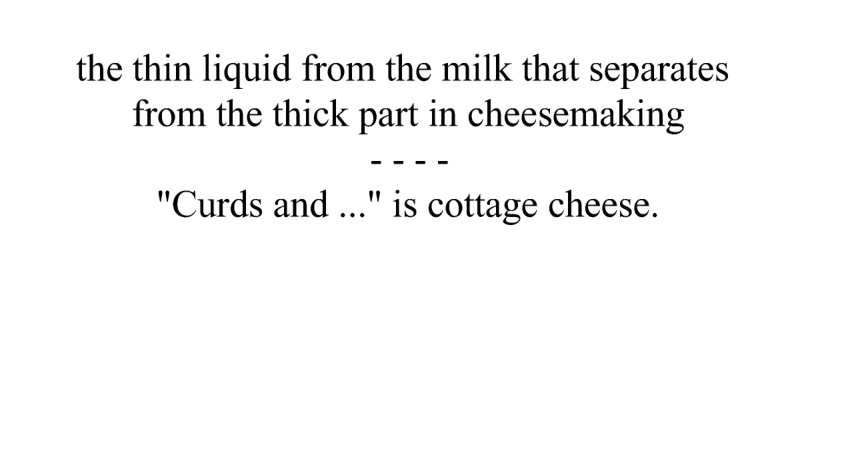 the thin liquid from the milk that separates
from the thick part in cheesemaking
- - - -
"Curds and ..." is cottage cheese.